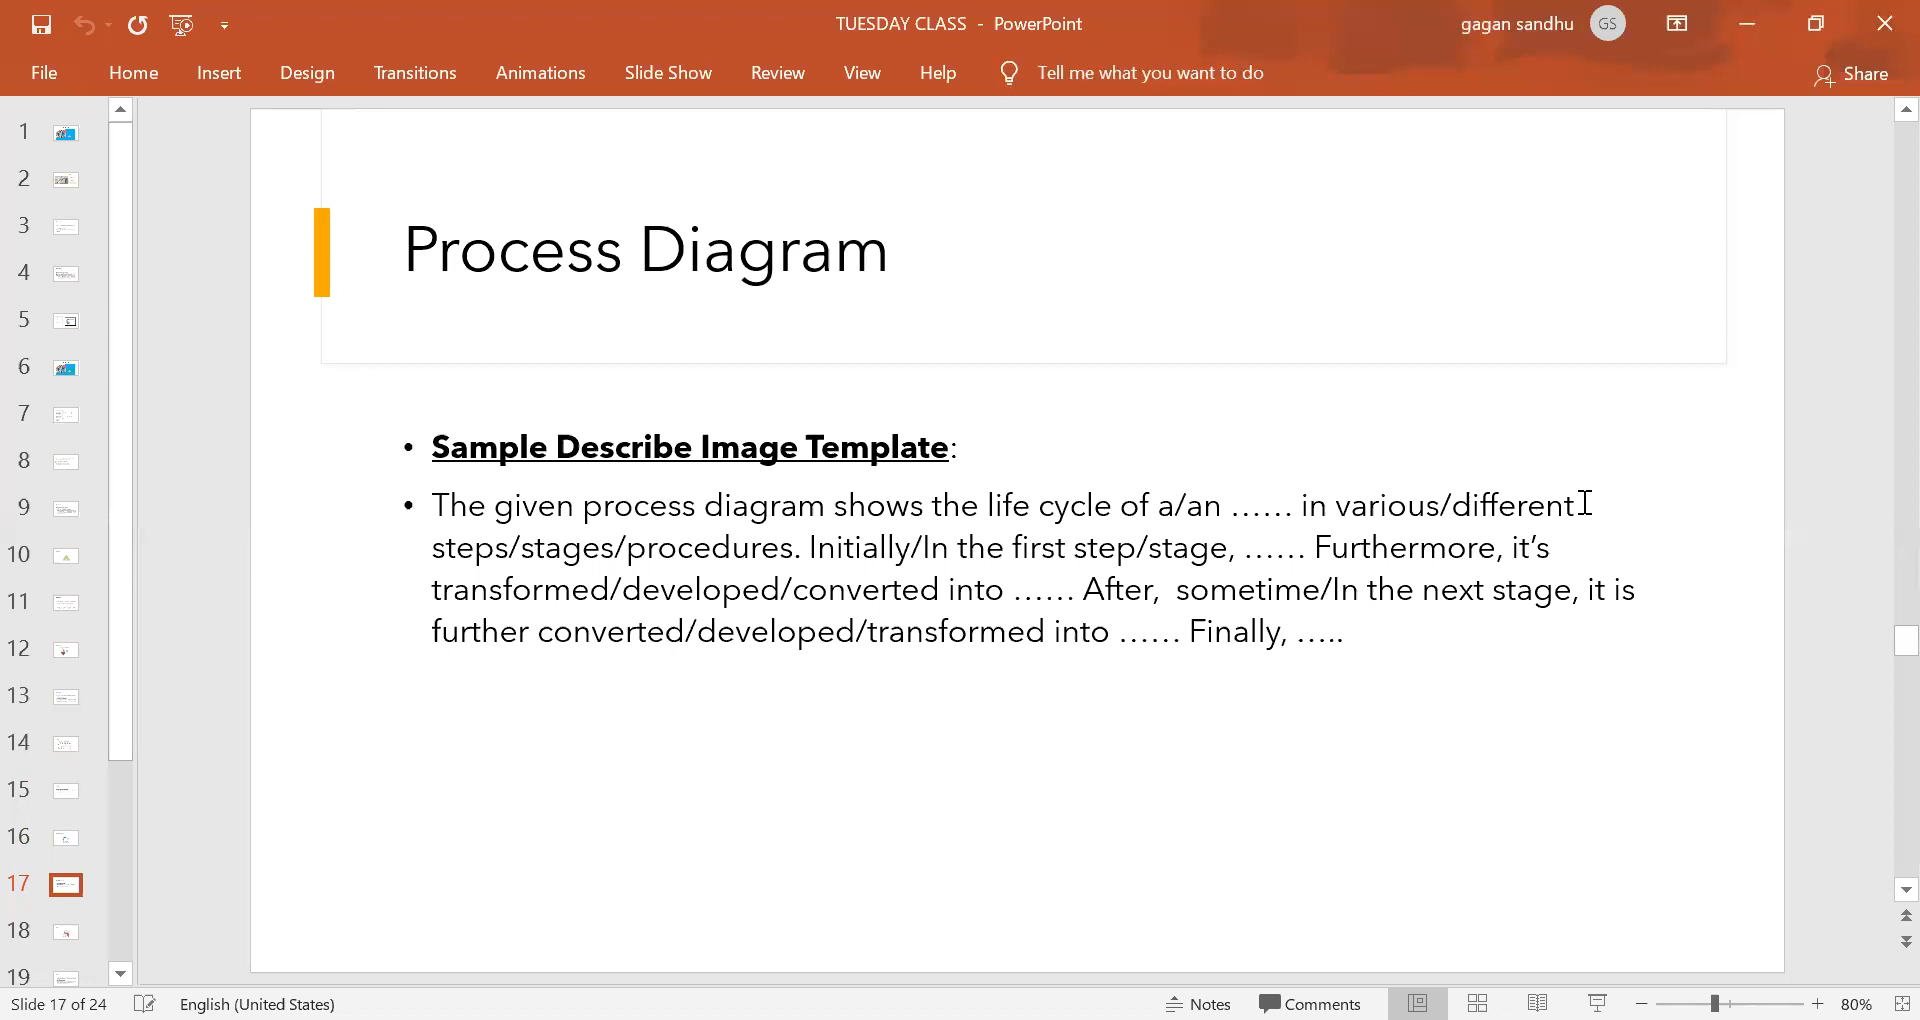 TUESDAY CLASS - PowerPoint
gagan sandhu GS
File Home Insert Design Transitions Animations Slide Show Review View Help Tell me what you want to do Share
1
2
3
4
5
6
7
8
9
10
11
12
13
14
15
16
17
18
19
Process Diagram
• Sample Describe Image Template:
• The given process diagram shows the life cycle of a/an …… in various/different
steps/stages/procedures. Initially/In the first step/stage, …… Furthermore, it’s
transformed/developed/converted into …… After, sometime/In the next stage, it is
further converted/developed/transformed into …… Finally, …..
Slide 17 of 24 English (United States) Notes Comments 80%